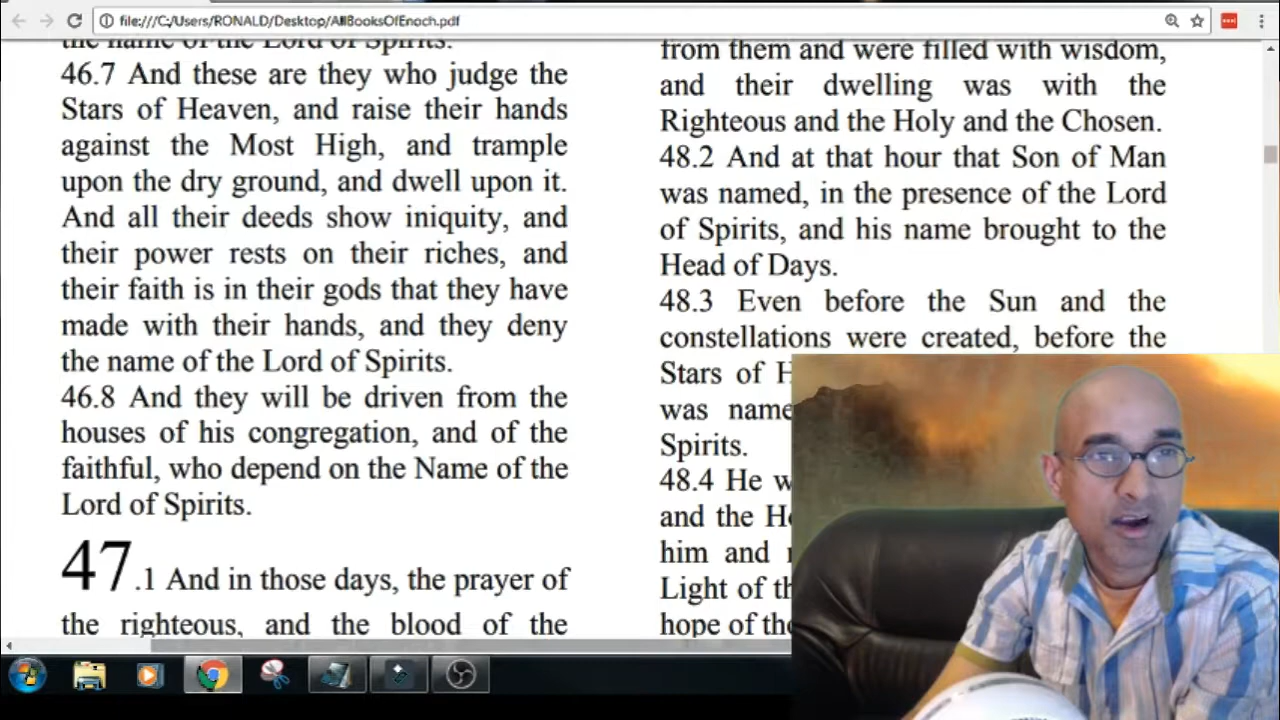 file:///C:/Users/RONALD/Desktop/AllBooksOfEnoch.pdf
the name of the Lord of Spirits.
46.7 And these are they who judge the
Stars of Heaven, and raise their hands
against the Most High, and trample
upon the dry ground, and dwell upon it.
And all their deeds show iniquity, and
their power rests on their riches, and
their faith is in their gods that they have
made with their hands, and they deny
the name of the Lord of Spirits.
46.8 And they will be driven from the
houses of his congregation, and of the
faithful, who depend on the Name of the
Lord of Spirits.
47.1 And in those days, the prayer of
the righteous, and the blood of the
from them and were filled with wisdom,
and their dwelling was with the
Righteous and the Holy and the Chosen.
48.2 And at that hour that Son of Man
was named, in the presence of the Lord
of Spirits, and his name brought to the
Head of Days.
48.3 Even before the Sun and the
constellations were created, before the
Stars of
was name
Spirits.
48.4 He
and the
him and
Light of
hope of